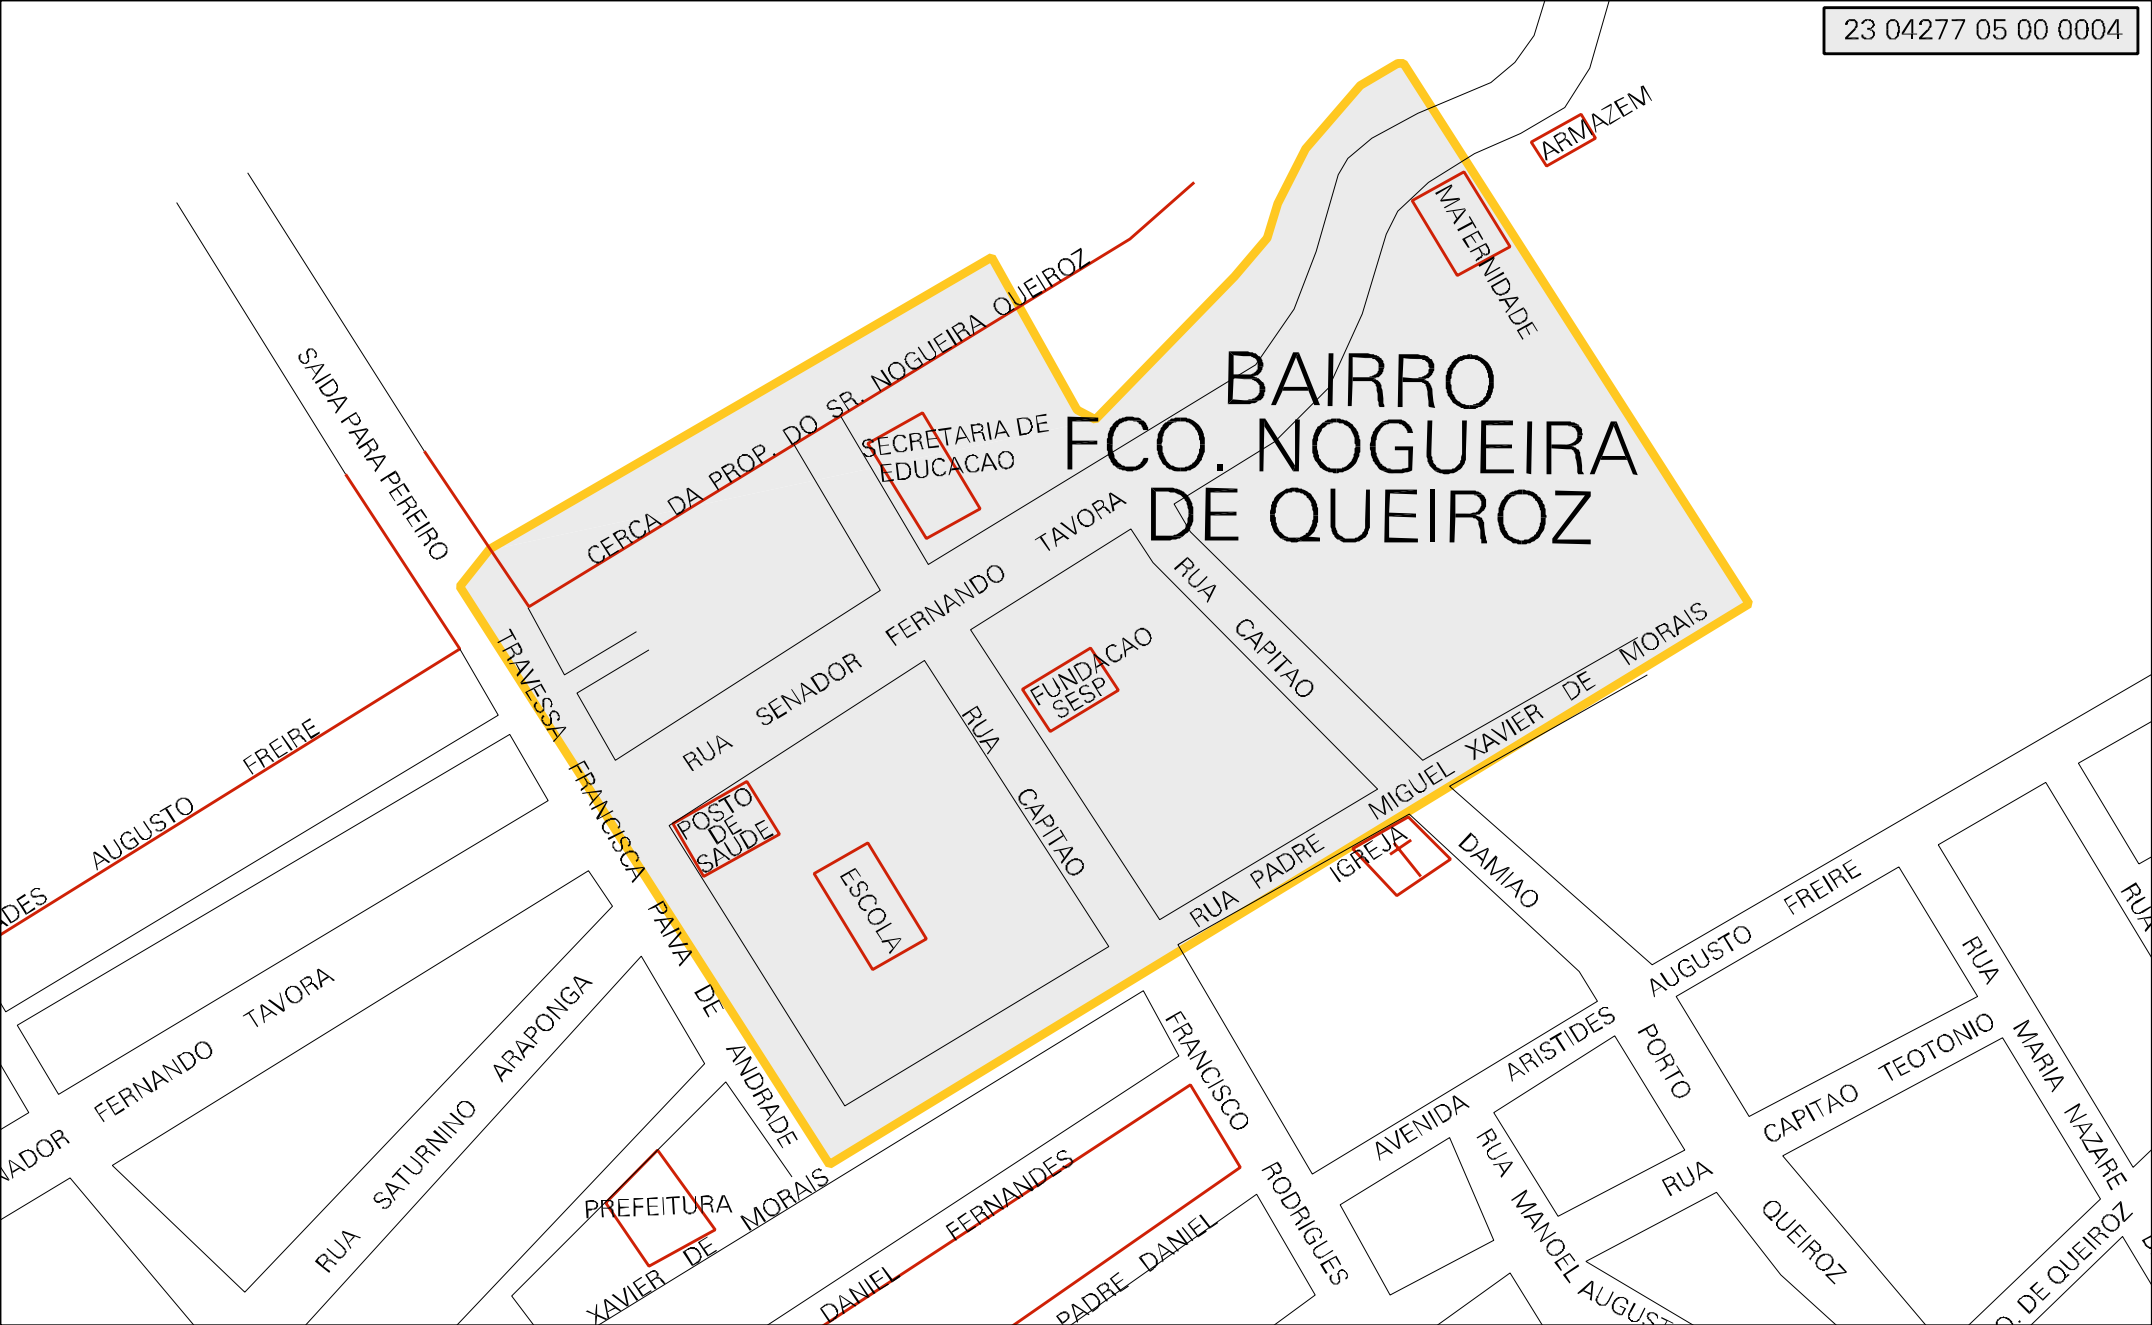 23 04277 05 00 0004
ARMAZEM
MATERNIDADE
SAIDA PARA PEREIRO
CERCA DA PROP. DO SR. NOGUEIRA QUEIROZ
SECRETARIA DE
EDUCACAO
BAIRRO
FCO. NOGUEIRA
DE QUEIROZ
RUA SENADOR FERNANDO TAVORA
RUA CAPITAO
DAMIAO
PORTO
QUEIROZ
FUNDACAO
SESP
TRAVESSA FRANCISCA PAIVA DE ANDRADE
RUA CAPITAO
FRANCISCO
RODRIGUES
POSTO
DE
SAUDE
ESCOLA
RUA PADRE MIGUEL XAVIER DE MORAIS
IGREJA
AUGUSTO FREIRE
FERNANDO TAVORA
RUA SATURNINO ARAPONGA
PREFEITURA
XAVIER DE MORAIS
DANIEL FERNANDES
PADRE DANIEL
AVENIDA ARISTIDES AUGUSTO FREIRE
RUA MANOEL
RUA CAPITAO TEOTONIO
RUA MARIA NAZARE
RUA
DE QUEIROZ